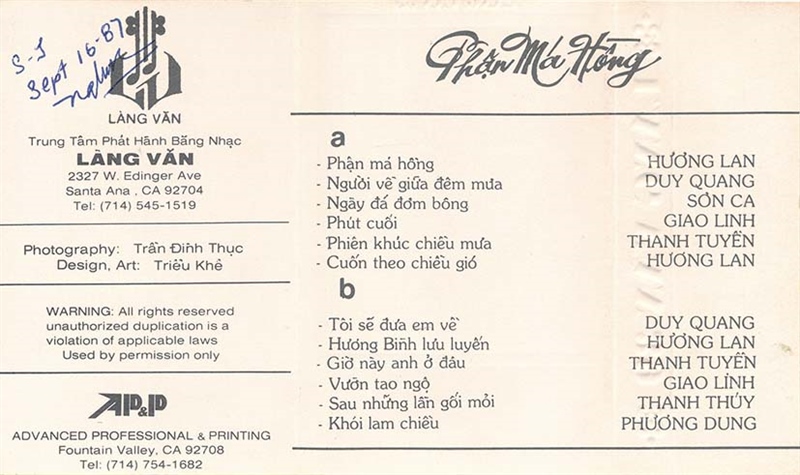 S-J
Sept 16-87
LÀNG VĂN
Trung Tâm Phát Hành Băng Nhạc
LÀNG VĂN
2327 W. Edinger Ave
Santa Ana , CA 92704
Tel: (714) 545-1519
Photography: Trần Đình Thục
Design, Art: Triều Khê
WARNING: All rights reserved
unauthorized duplication is a
violation of applicable laws
Used by permission only
AP&P
ADVANCED PROFESSIONAL & PRINTING
Fountain Valley, CA 92708
Tel: (714) 754-1682
Phận Má Hồng
a
- Phận má hồng HƯƠNG LAN
- Người về giữa đêm mưa DUY QUANG
- Ngày đá đơm bông SƠN CA
- Phút cuối GIAO LINH
- Phiên khúc chiều mưa THANH TUYỀN
- Cuốn theo chiều gió HƯƠNG LAN
b
- Tôi sẽ đưa em về DUY QUANG
- Hương Bình lưu luyến HƯƠNG LAN
- Giờ này anh ở đâu THANH TUYỀN
- Vườn tao ngộ GIAO LINH
- Sau những lần gối mỏi THANH THÚY
- Khói lam chiều PHƯƠNG DUNG